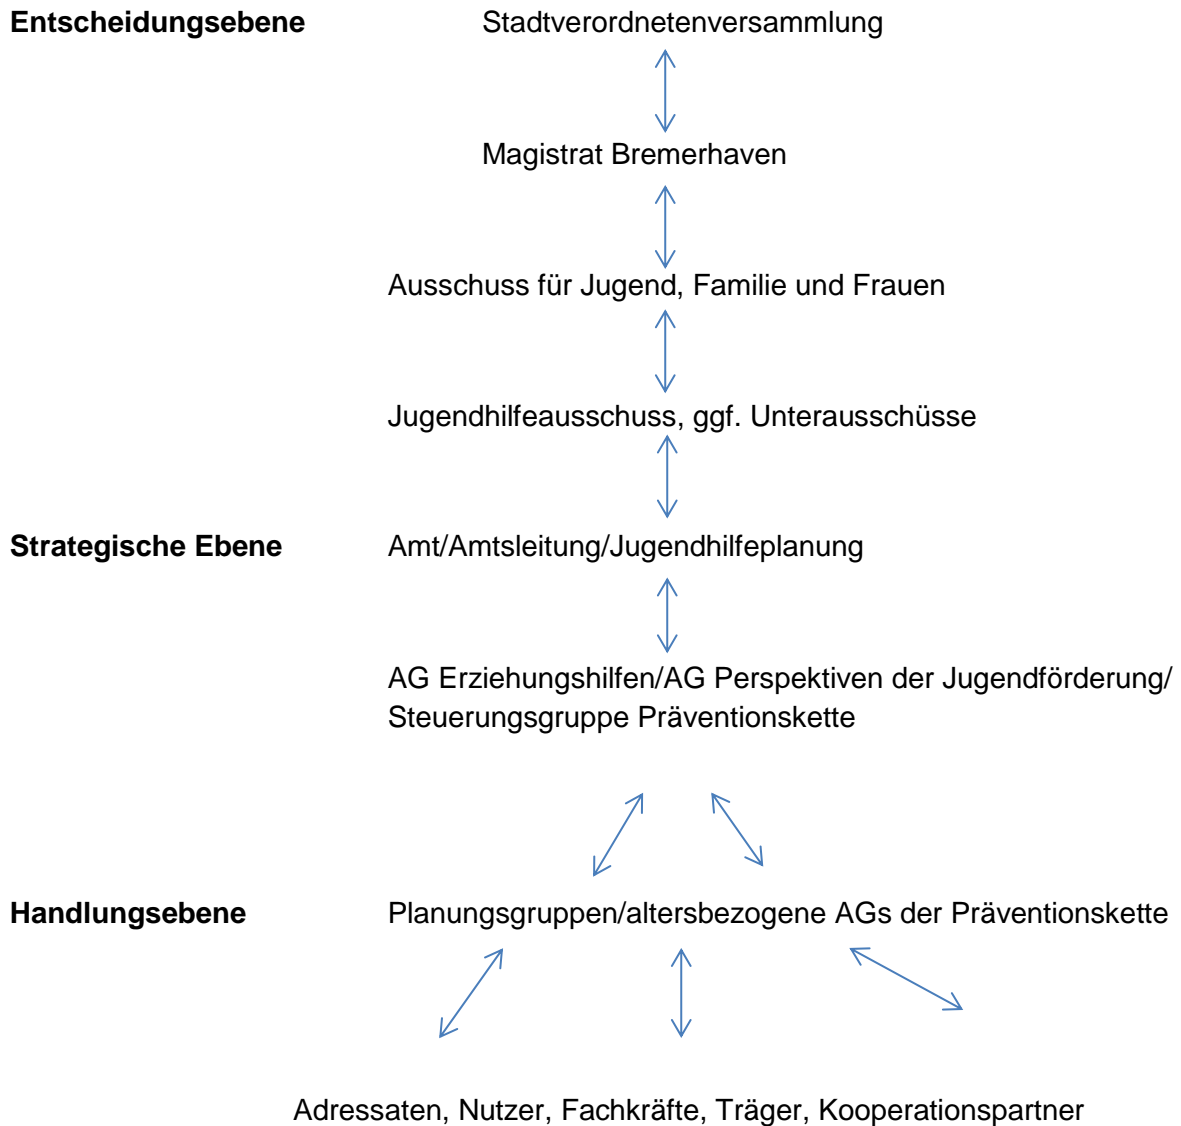 Entscheidungsebene Stadtverordnetenversammlung
Magistrat Bremerhaven
Ausschuss für Jugend, Familie und Frauen
Jugendhilfeausschuss, ggf. Unterausschüsse
Strategische Ebene Amt/Amtsleitung/Jugendhilfeplanung
AG Erziehungshilfen/AG Perspektiven der Jugendförderung/
Steuerungsgruppe Präventionskette
Handlungsebene Planungsgruppen/altersbezogene AGs der Präventionskette
Adressaten, Nutzer, Fachkräfte, Träger, Kooperationspartner